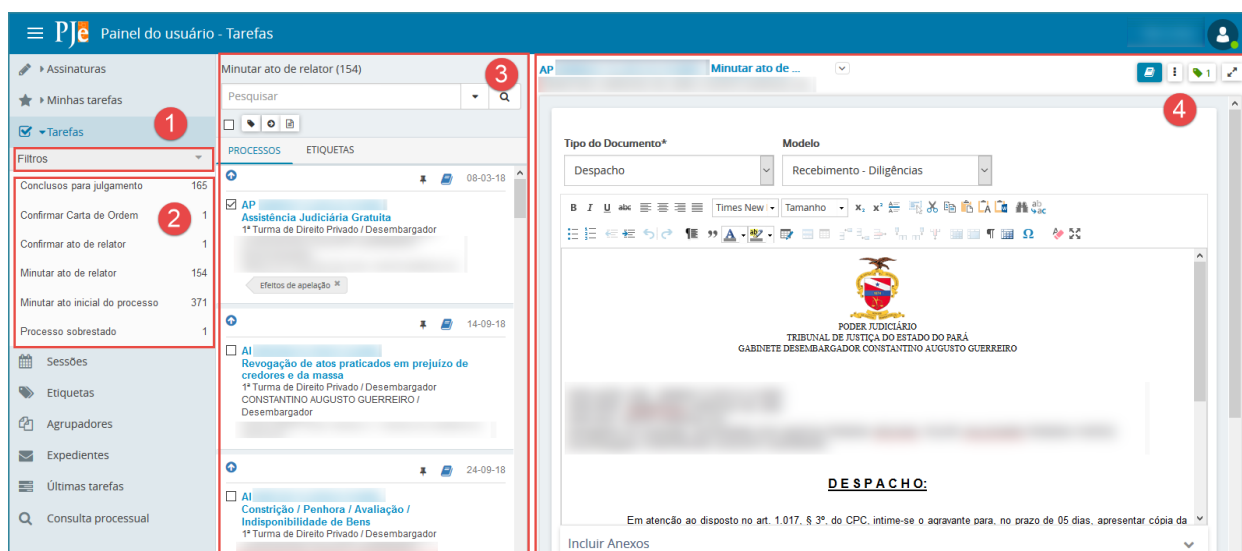 PJe Painel do usuário - Tarefas
Assinaturas
Minhas tarefas
Tarefas
1
Filtros
Conclusos para julgamento 165
Confirmar Carta de Ordem 1
2
Confirmar ato de relator 1
Minutar ato de relator 154
Minutar ato inicial do processo 371
Processo sobrestado 1
Sessões
Etiquetas
Agrupadores
Expedientes
Últimas tarefas
Consulta processual
Minutar ato de relator (154)
3
Pesquisar
PROCESSOS ETIQUETAS
08-03-18
AP
Assistência Judiciária Gratuita
1ª Turma de Direito Privado / Desembargador
Efeitos de apelação
14-09-18
AI
Revogação de atos praticados em prejuízo de
credores e da massa
1ª Turma de Direito Privado / Desembargador
CONSTANTINO AUGUSTO GUERREIRO /
Desembargador
24-09-18
AI
Constrição / Penhora / Avaliação /
Indisponibilidade de Bens
1ª Turma de Direito Privado / Desembargador
AP Minutar ato de ...
1
4
Tipo do Documento* Modelo
Despacho Recebimento - Diligências
B I U abc Times New Tamanho x₂ x²
PODER JUDICIÁRIO
TRIBUNAL DE JUSTIÇA DO ESTADO DO PARÁ
GABINETE DESEMBARGADOR CONSTANTINO AUGUSTO GUERREIRO
D E S P A C H O:
Em atenção ao disposto no art. 1.017, § 3º, do CPC, intime-se o agravante para, no prazo de 05 dias, apresentar cópia da
Incluir Anexos